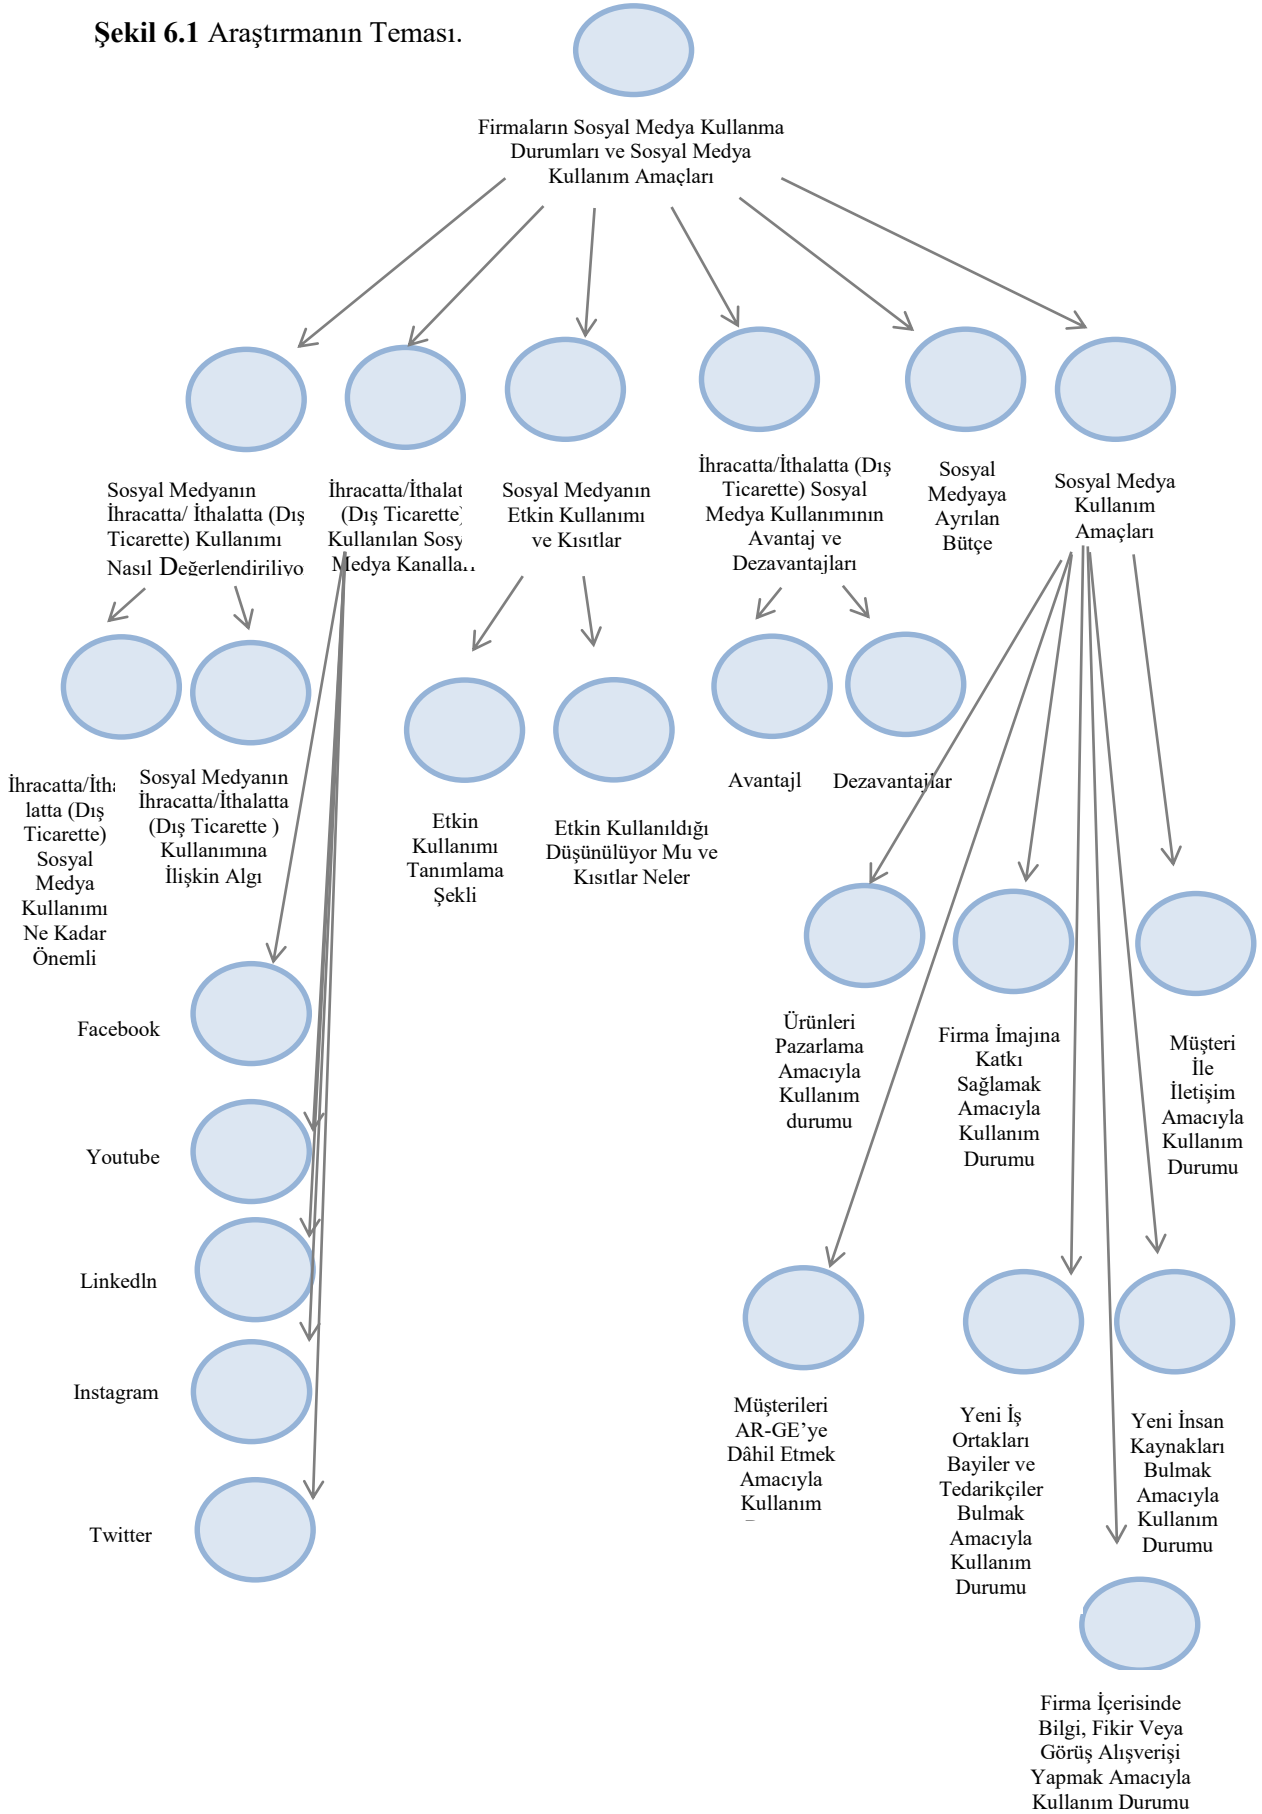 Şekil 6.1 Araştırmanın Teması.
Firmaların Sosyal Medya Kullanma
Durumları ve Sosyal Medya
Kullanım Amaçları
Sosyal Medyanın
İhracatta/ İthalatta (Dış
Ticarette) Kullanımı
Nasıl Değerlendiriliyo
İhracatta/İthalat
(Dış Ticarette)
Kullanılan Sosy
Medya Kanalla
Sosyal Medyanın
Etkin Kullanımı
ve Kısıtlar
İhracatta/İthalatta (Dış
Ticarette) Sosyal
Medya Kullanımının
Avantaj ve
Dezavantajları
Sosyal
Medyaya
Ayrılan
Bütçe
Sosyal Medya
Kullanım
Amaçları
İhracatta/İtha
latta (Dış
Ticarette)
Sosyal
Medya
Kullanımı
Ne Kadar
Önemli
Sosyal Medyanın
İhracatta/İthalatta
(Dış Ticarette )
Kullanımına
İlişkin Algı
Etkin
Kullanımı
Tanımlama
Şekli
Etkin Kullanıldığı
Düşünülüyor Mu ve
Kısıtlar Neler
Avantajl
Dezavantajlar
Facebook
Youtube
Linkedln
Instagram
Twitter
Ürünleri
Pazarlama
Amacıyla
Kullanım
durumu
Firma İmajına
Katkı
Sağlamak
Amacıyla
Kullanım
Durumu
Müşteri
İle
İletişim
Amacıyla
Kullanım
Durumu
Müşterileri
AR-GE’ye
Dâhil Etmek
Amacıyla
Kullanım
Yeni İş
Ortakları
Bayiler ve
Tedarikçiler
Bulmak
Amacıyla
Kullanım
Durumu
Yeni İnsan
Kaynakları
Bulmak
Amacıyla
Kullanım
Durumu
Firma İçerisinde
Bilgi, Fikir Veya
Görüş Alışverişi
Yapmak Amacıyla
Kullanım Durumu